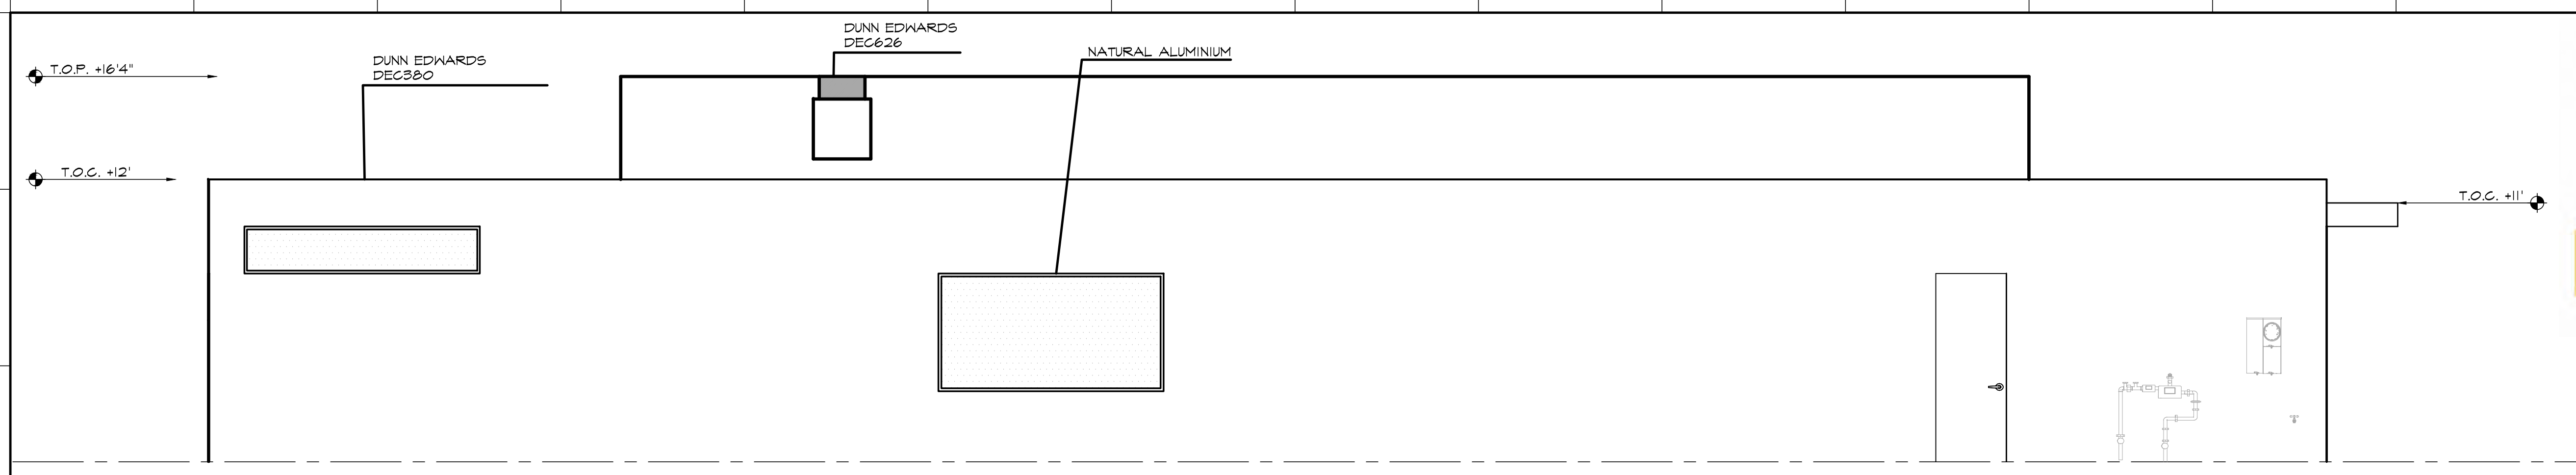 DUNN EDWARDS
DEC626
NATURAL ALUMINIUM
DUNN EDWARDS
DEC380
T.O.P. +16'4"
T.O.C. +12'
T.O.C. +11'